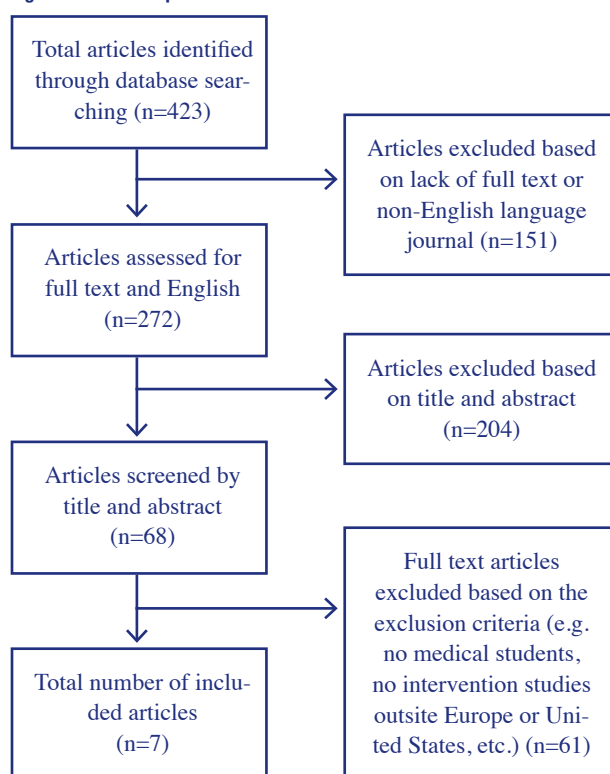 Total articles identified
through database sear-
ching (n=423)
Articles excluded based
on lack of full text or
non-English language
journal (n=151)
Articles assessed for
full text and English
(n=272)
Articles excluded based
on title and abstract
(n=204)
Articles screened by
title and abstract
(n=68)
Full text articles
excluded based on the
exclusion criteria (e.g.
no medical students,
no intervention studies
outsite Europe or Uni-
ted States, etc.) (n=61)
Total number of inclu-
ded articles
(n=7)